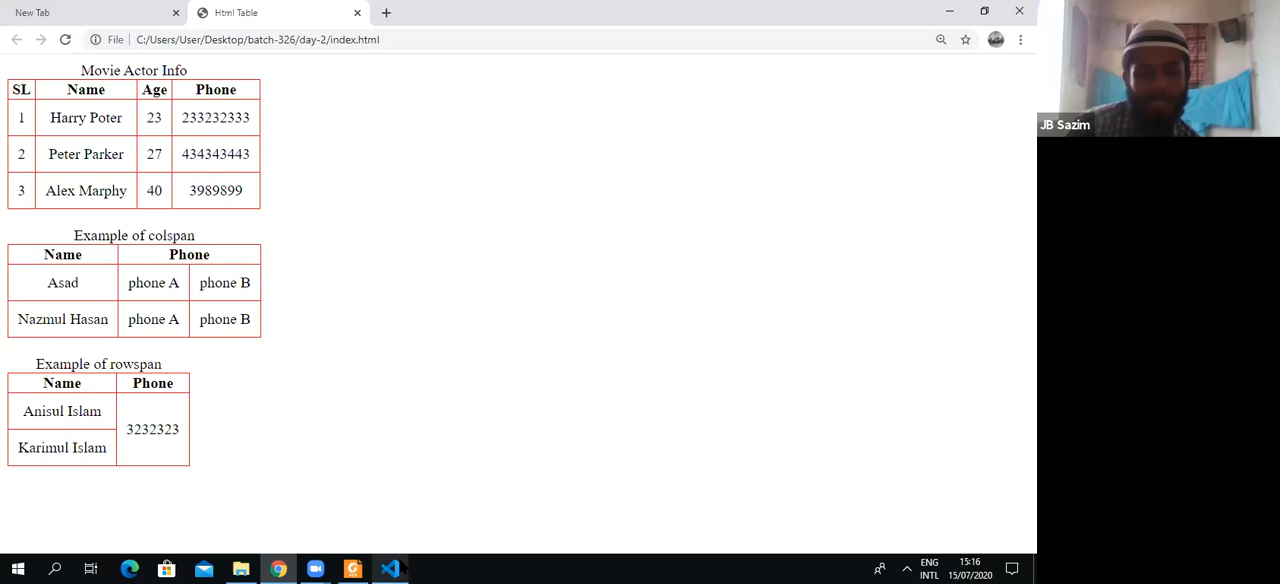 New Tab
Html Table
File
C:/Users/User/Desktop/batch-326/day-2/index.html
Movie Actor Info
SL Name Age Phone
1 Harry Poter 23 233232333
2 Peter Parker 27 434343443
3 Alex Marphy 40 3989899
Example of colspan
Name Phone
Asad phone A phone B
Nazmul Hasan phone A phone B
Example of rowspan
Name Phone
Anisul Islam
3232323
Karimul Islam
JB Sazim
ENG 15:16
INTL 15/07/2020